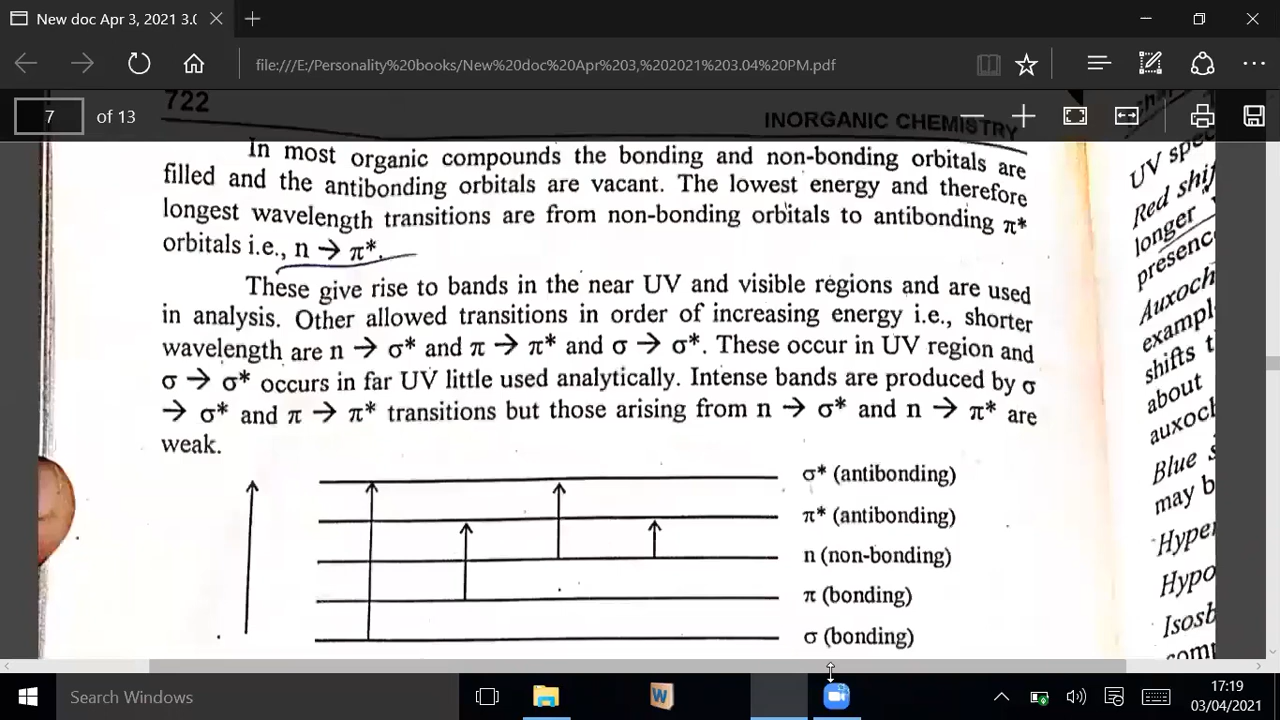 New doc Apr 3, 2021 3.0
file:///E:/Personality%20books/New%20doc%20Apr%203,%202021%203.04%20PM.pdf
7 of 13
722
INORGANIC CHEMISTRY
In most organic compounds the bonding and non-bonding orbitals are
filled and the antibonding orbitals are vacant. The lowest energy and therefore
longest wavelength transitions are from non-bonding orbitals to antibonding π*
orbitals i.e., n → π*.
These give rise to bands in the near UV and visible regions and are used
in analysis. Other allowed transitions in order of increasing energy i.e., shorter
wavelength are n → σ* and π → π* and σ → σ*. These occur in UV region and
σ → σ* occurs in far UV little used analytically. Intense bands are produced by σ
→ σ* and π → π* transitions but those arising from n → σ* and n → π* are
weak.
σ* (antibonding)
π* (antibonding)
n (non-bonding)
π (bonding)
σ (bonding)
UV spec
Red shif
longer
presenc
Auxoch
exampl
shifts t
about
auxoch
Blue s
may b
Hyper
Hypo
Isosb
comp
Search Windows
W
17:19
03/04/2021